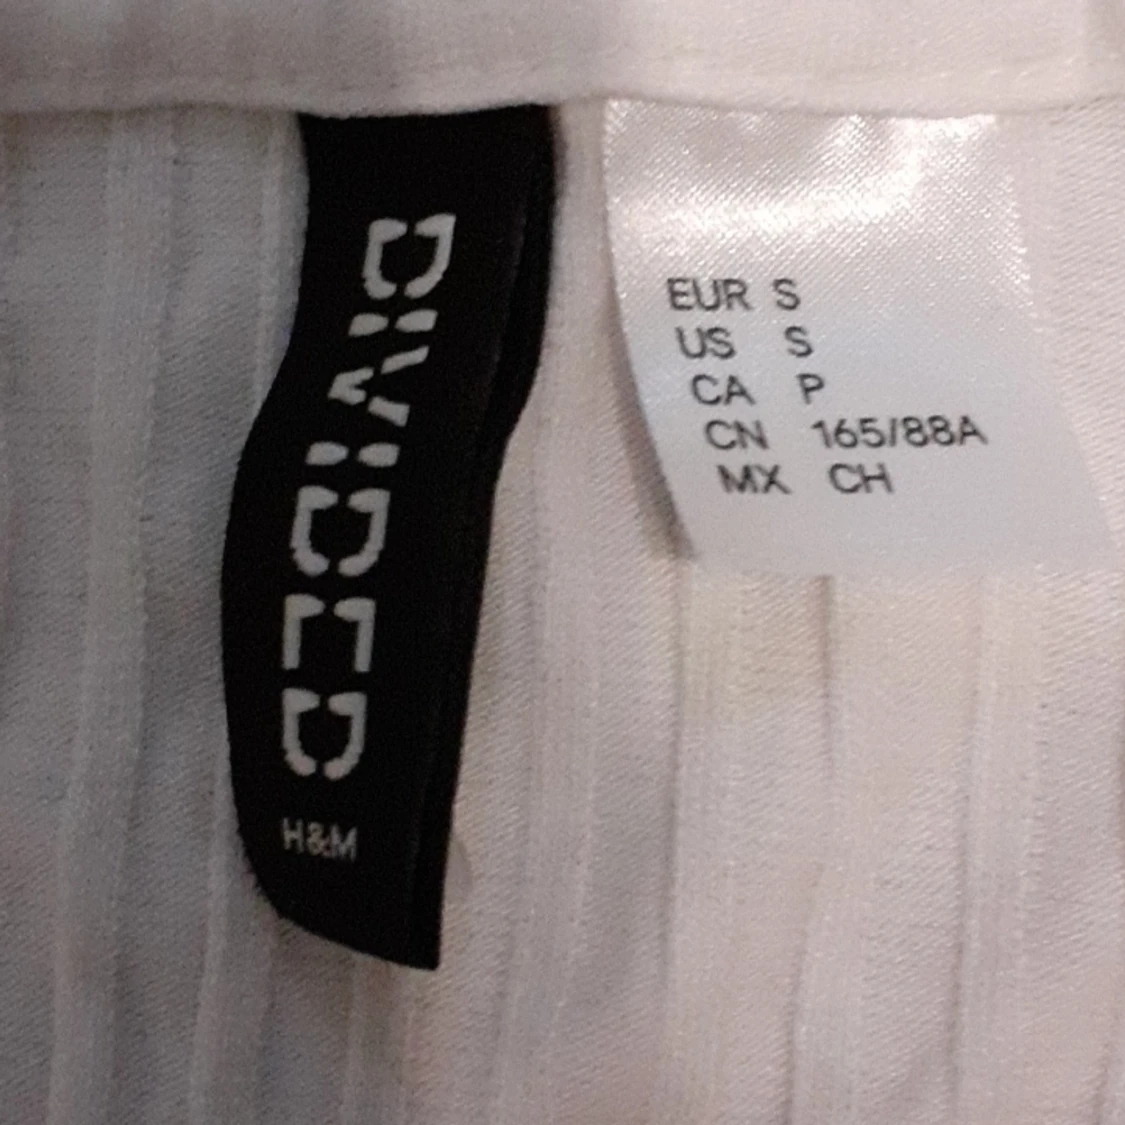 DIVIDED
H&M
EUR S
US S
CA P
CN 165/88A
MX CH